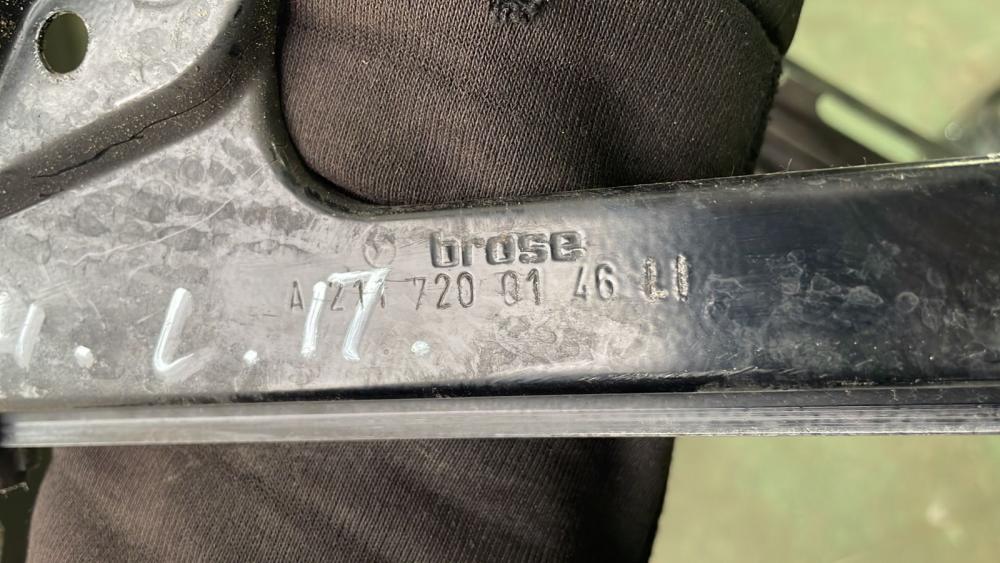 brose
A 211 720 01 46 LI
. L . 17 .